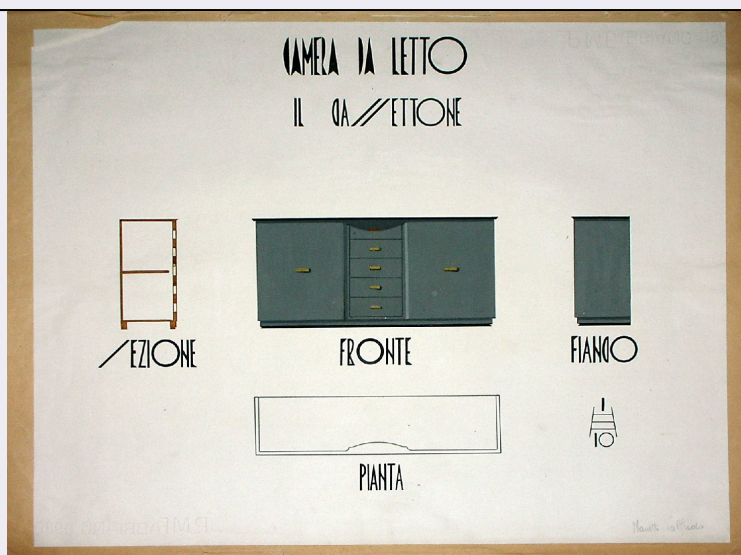 CAMERA DA LETTO
IL CASSETTONE
SEZIONE
FRONTE
FIANCO
PIANTA
1
10